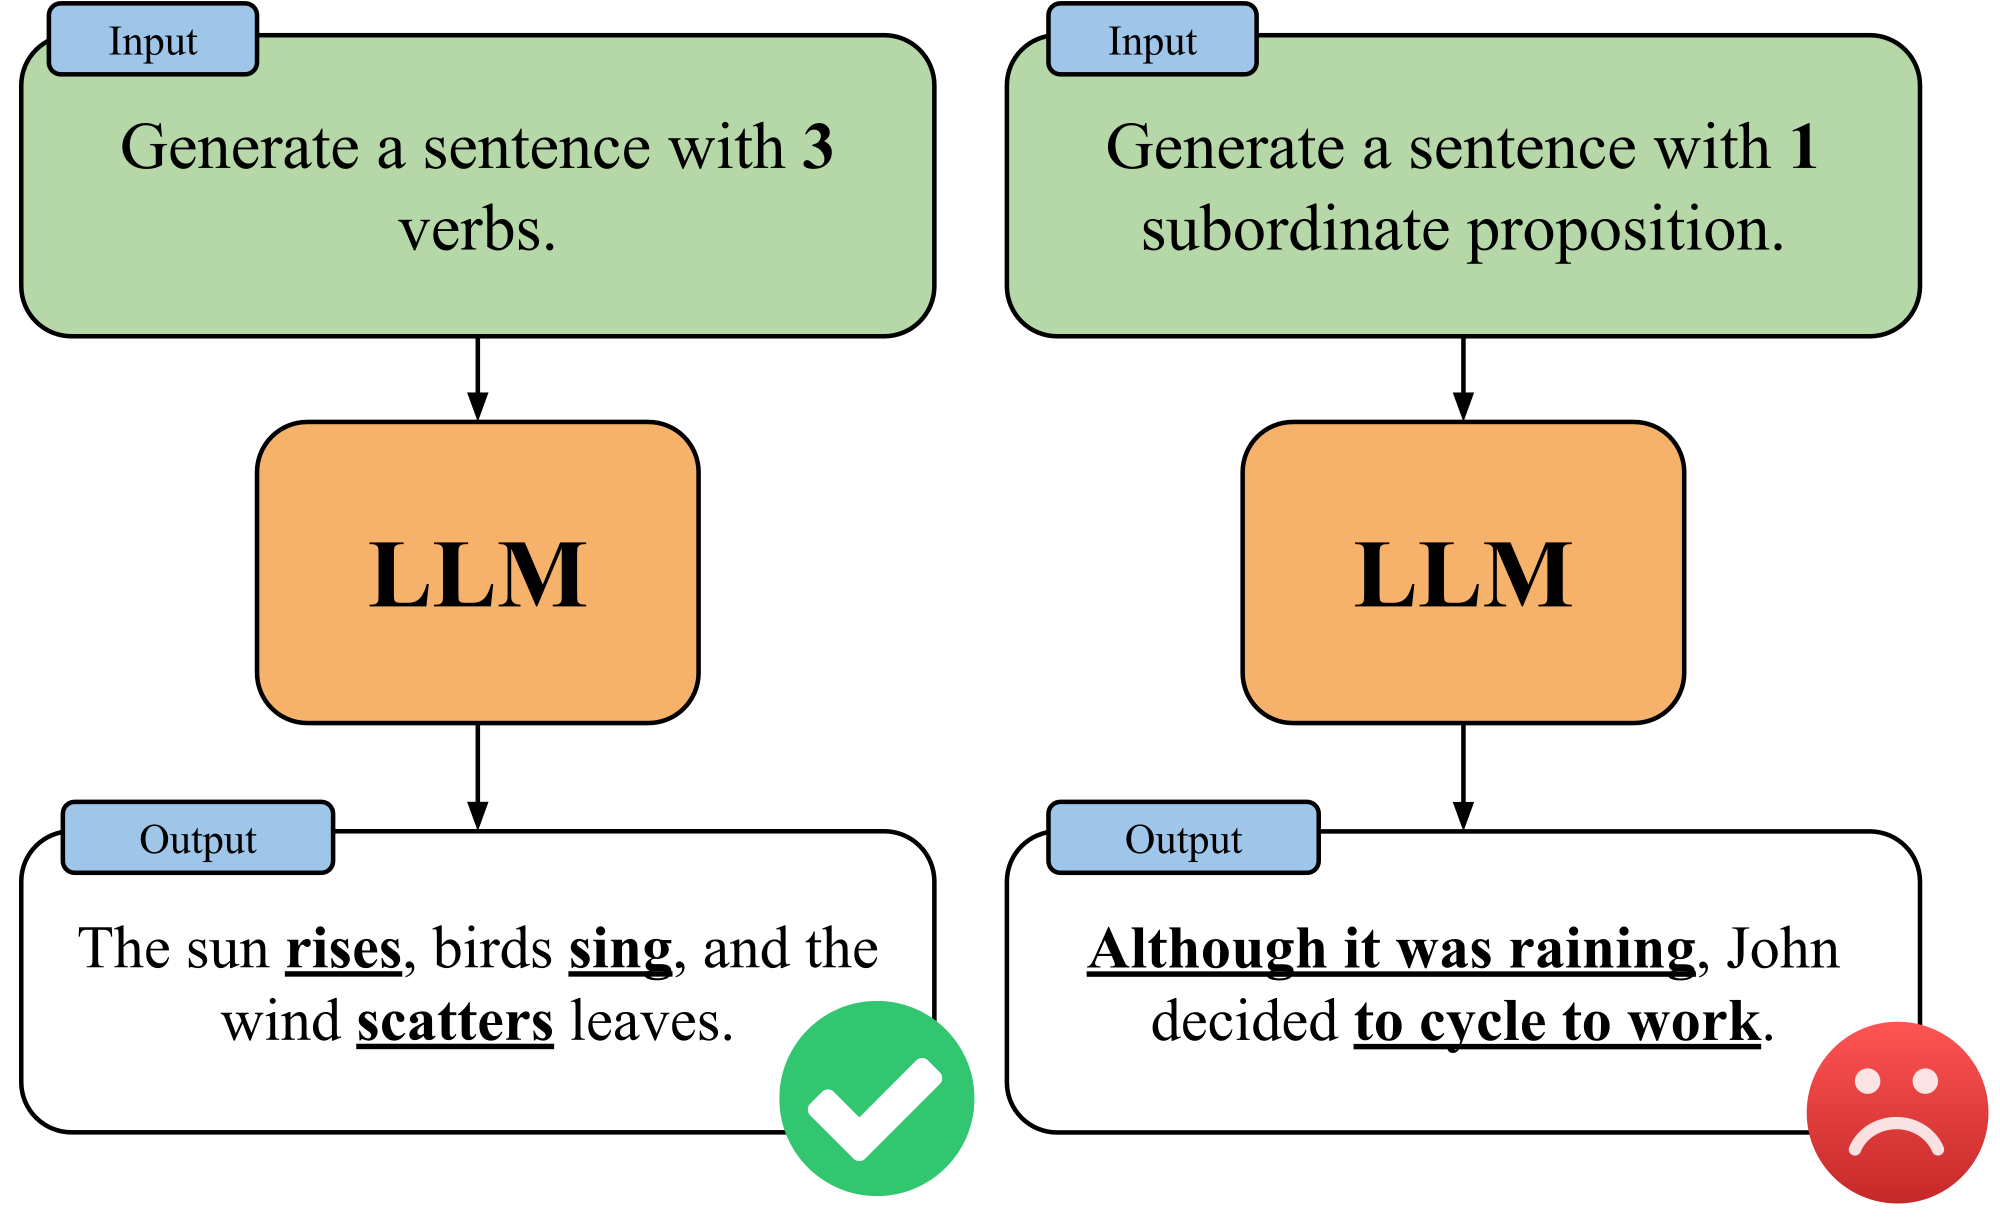 Input
Generate a sentence with 3
verbs.
LLM
Output
The sun rises, birds sing, and the
wind scatters leaves.
Input
Generate a sentence with 1
subordinate proposition.
LLM
Output
Although it was raining, John
decided to cycle to work.